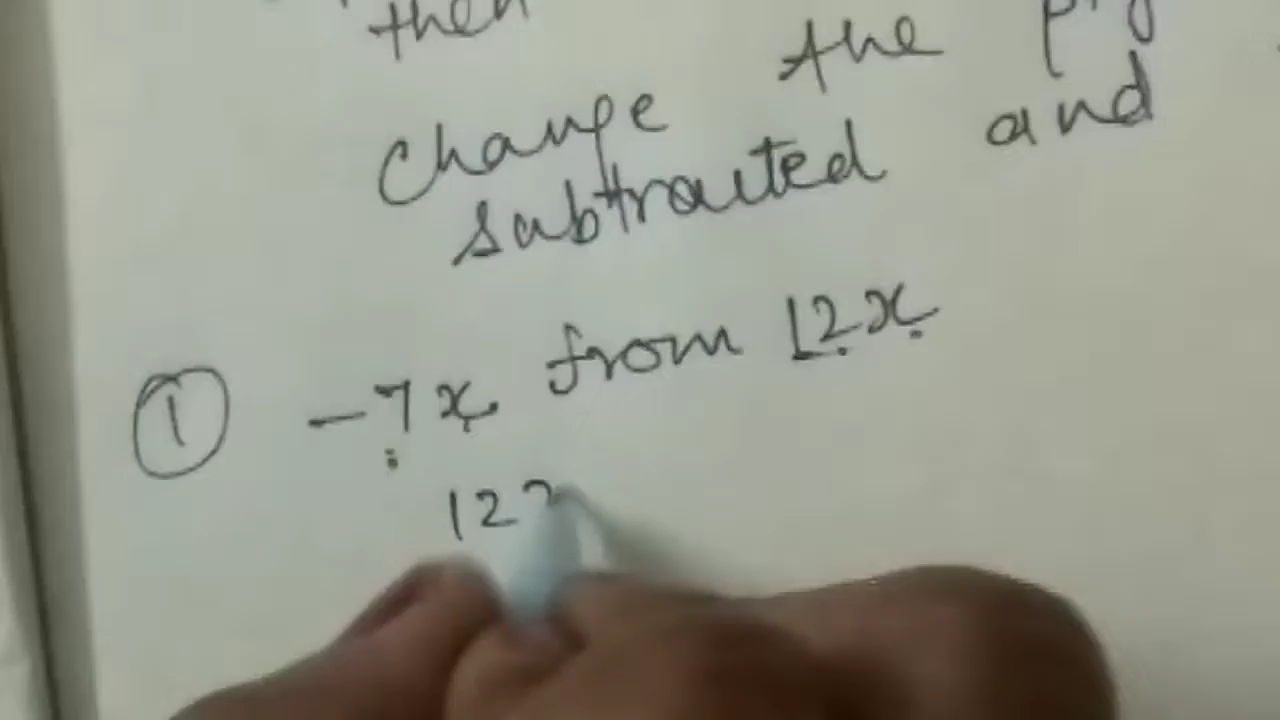 then
change the
subtracted and
① -7x from 12x
12